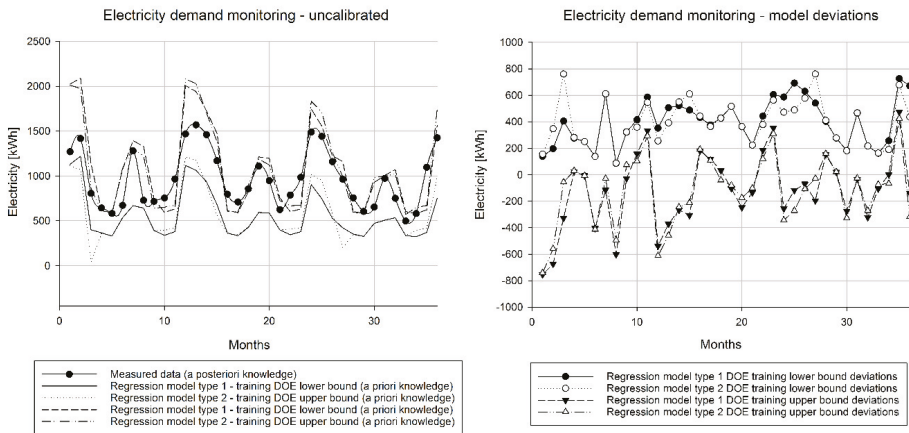 Electricity demand monitoring - uncalibrated
Electricity [kWh]
2500
2000
1500
1000
500
0
0
10
20
30
Months
Measured data (a posteriori knowledge)
Regression model type 1 - training DOE lower bound (a priori knowledge)
Regression model type 2 - training DOE upper bound (a priori knowledge)
Regression model type 1 - training DOE lower bound (a priori knowledge)
Regression model type 2 - training DOE upper bound (a priori knowledge)
Electricity demand monitoring - model deviations
Electricity [kWh]
1000
800
600
400
200
0
-200
-400
-600
-800
-1000
0
10
20
30
Months
Regression model type 1 DOE training lower bound deviations
Regression model type 2 DOE training lower bound deviations
Regression model type 1 DOE training upper bound deviations
Regression model type 2 DOE training upper bound deviations